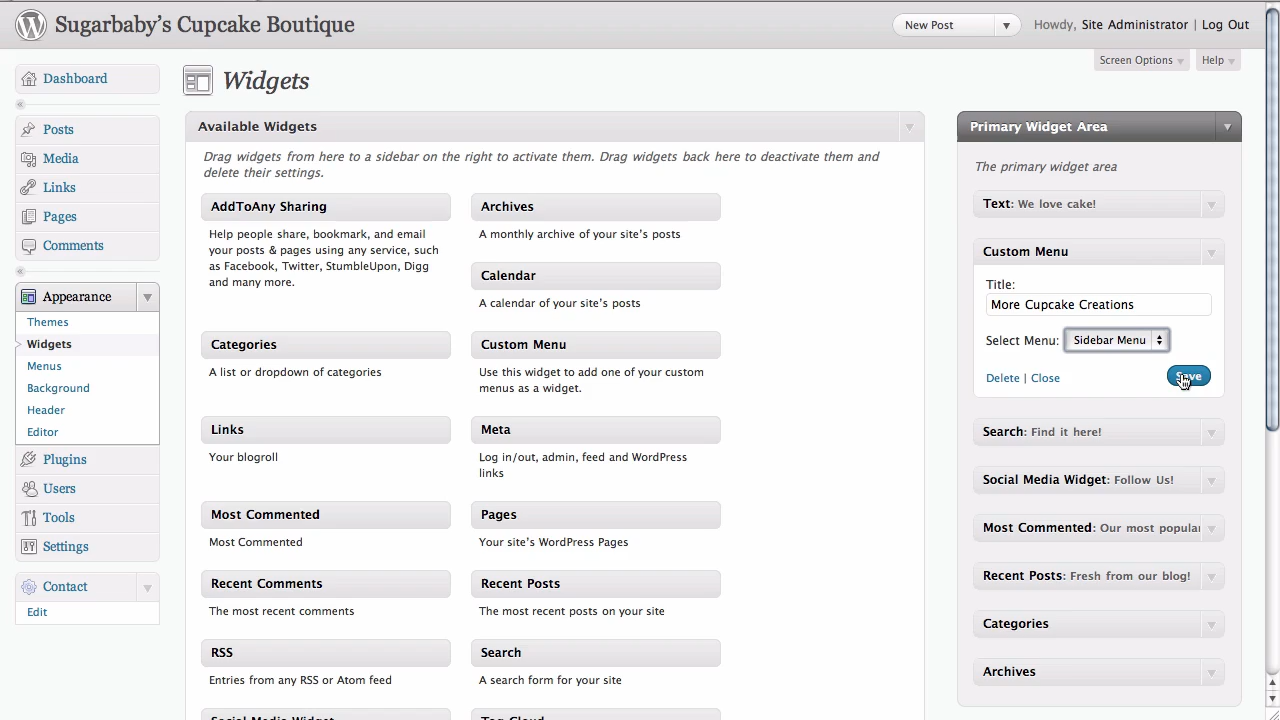 Sugarbaby's Cupcake Boutique
New Post
Howdy, Site Administrator | Log Out
Screen Options
Help
Dashboard
Posts
Media
Links
Pages
Comments
Appearance
Themes
Widgets
Menus
Background
Header
Editor
Plugins
Users
Tools
Settings
Contact
Edit
Widgets
Available Widgets
Drag widgets from here to a sidebar on the right to activate them. Drag widgets back here to deactivate them and
delete their settings.
AddToAny Sharing
Help people share, bookmark, and email
your posts & pages using any service, such
as Facebook, Twitter, StumbleUpon, Digg
and many more.
Archives
A monthly archive of your site's posts
Calendar
A calendar of your site's posts
Categories
A list or dropdown of categories
Custom Menu
Use this widget to add one of your custom
menus as a widget.
Links
Your blogroll
Meta
Log in/out, admin, feed and WordPress
links
Most Commented
Most Commented
Pages
Your site's WordPress Pages
Recent Comments
The most recent comments
Recent Posts
The most recent posts on your site
RSS
Entries from any RSS or Atom feed
Search
A search form for your site
Social Media Widget
Tag Cloud
Primary Widget Area
The primary widget area
Text: We love cake!
Custom Menu
Title:
More Cupcake Creations
Select Menu: Sidebar Menu
Delete | Close
Save
Search: Find it here!
Social Media Widget: Follow Us!
Most Commented: Our most popular
Recent Posts: Fresh from our blog!
Categories
Archives